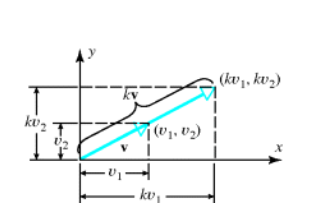 y
(kv₁, kv₂)
kv
kv₂
v₂
(v₁, v₂)
v
x
v₁
kv₁